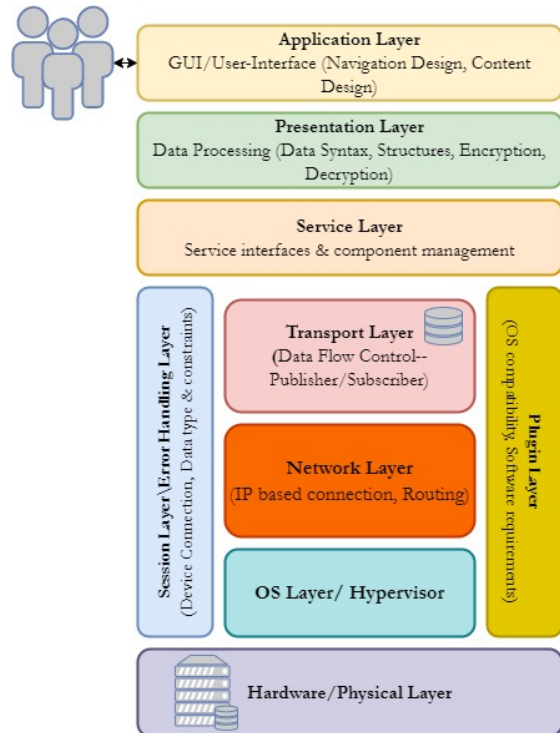 Application Layer
GUI/User-Interface (Navigation Design, Content
Design)
Presentation Layer
Data Processing (Data Syntax, Structures, Encryption,
Decryption)
Service Layer
Service interfaces & component management
Session Layer\Error Handling Layer
(Device Connection, Data type & constraints)
Transport Layer
(Data Flow Control--
Publisher/Subscriber)
Network Layer
(IP based connection, Routing)
OS Layer/ Hypervisor
Plugin Layer
(OS compatibility, Software requirements)
Hardware/Physical Layer